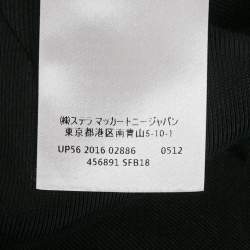 (株)ステラ マッカートニージャパン
東京都港区南青山5-10-1
UP56 2016 02886 0512
456891 SFB18